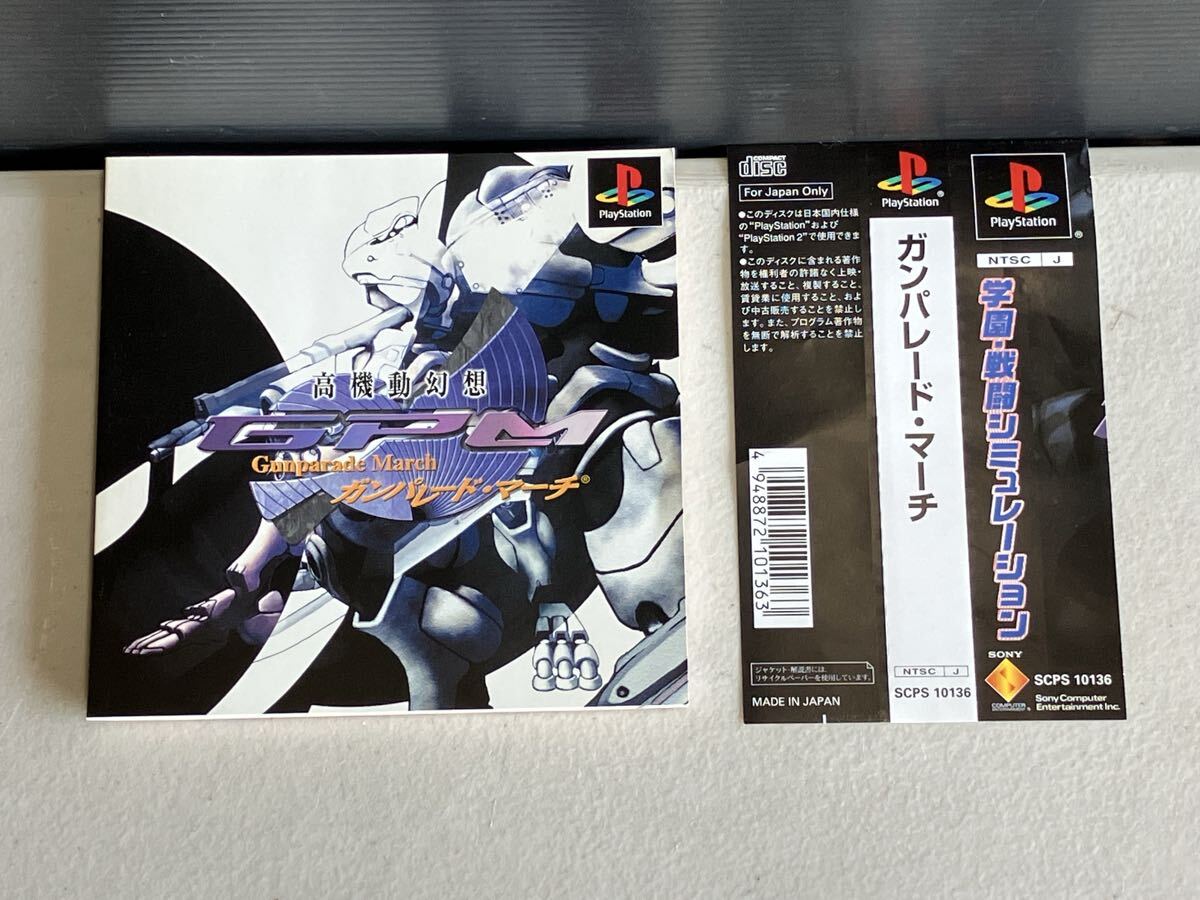 PlayStation
高機動幻想
GPM
Gunparade March
ガンパレード・マーチ®
COMPACT
disc
For Japan Only
●このディスクは日本国内仕様
の"PlayStation"および
"PlayStation 2"で使用できま
す。
●このディスクに含まれる著作
物を権利者の許諾なく上映・
放送すること、複製すること、
賃貸業に使用すること、およ
び中古販売することを禁止し
ます。また、プログラム著作物
を無断で解析することを禁止
します。
4948872101363
ジャケット・解説書には、
リサイクルペーパーを使用しています。
MADE IN JAPAN
PlayStation®
ガンパレード・マーチ
NTSC J
SCPS 10136
PlayStation
®
NTSC J
学園・戦闘シミュレーション
SONY
COMPUTER
ENTERTAINMENT
®
SCPS 10136
Sony Computer
Entertainment Inc.